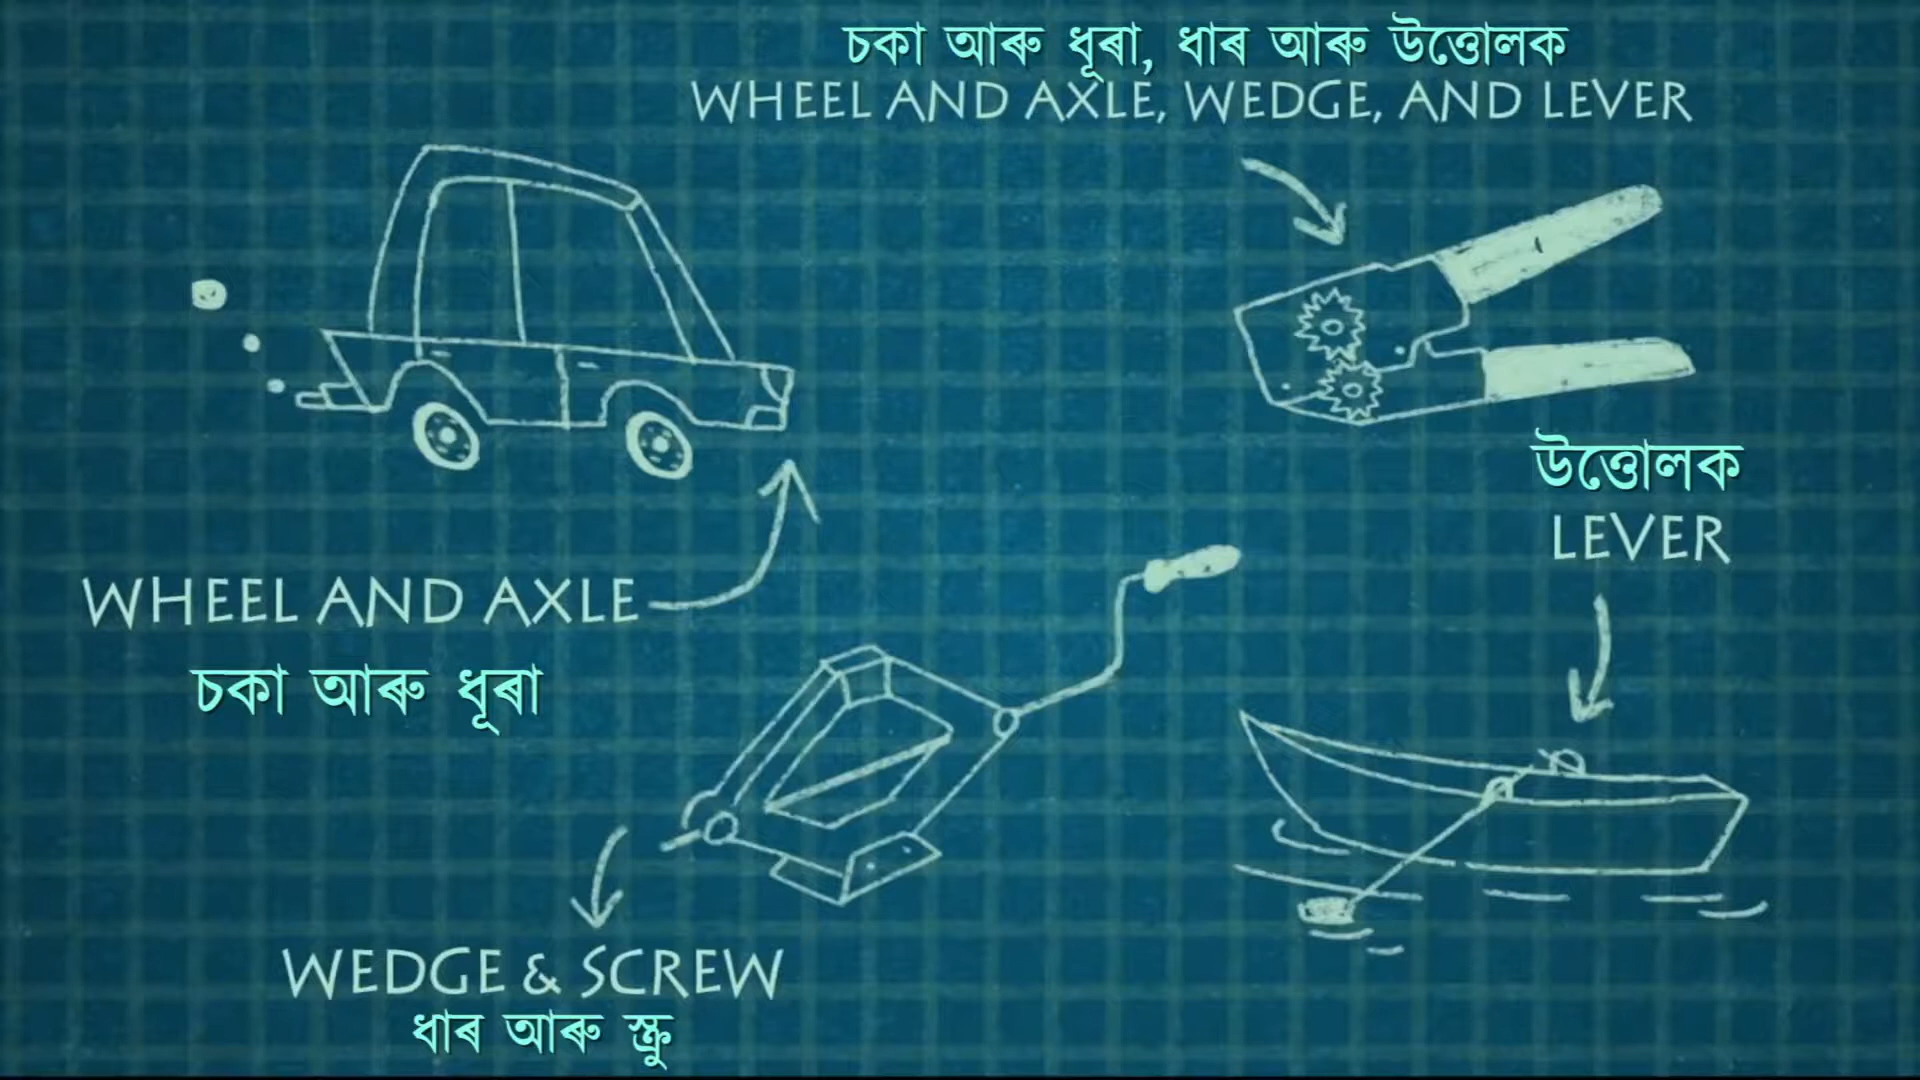 চকা আৰু ধূৰা, ধাৰ আৰু উত্তোলক
WHEEL AND AXLE, WEDGE, AND LEVER
উত্তোলক
LEVER
WHEEL AND AXLE
চকা আৰু ধূৰা
WEDGE & SCREW
ধাৰ আৰু স্ক্ৰু